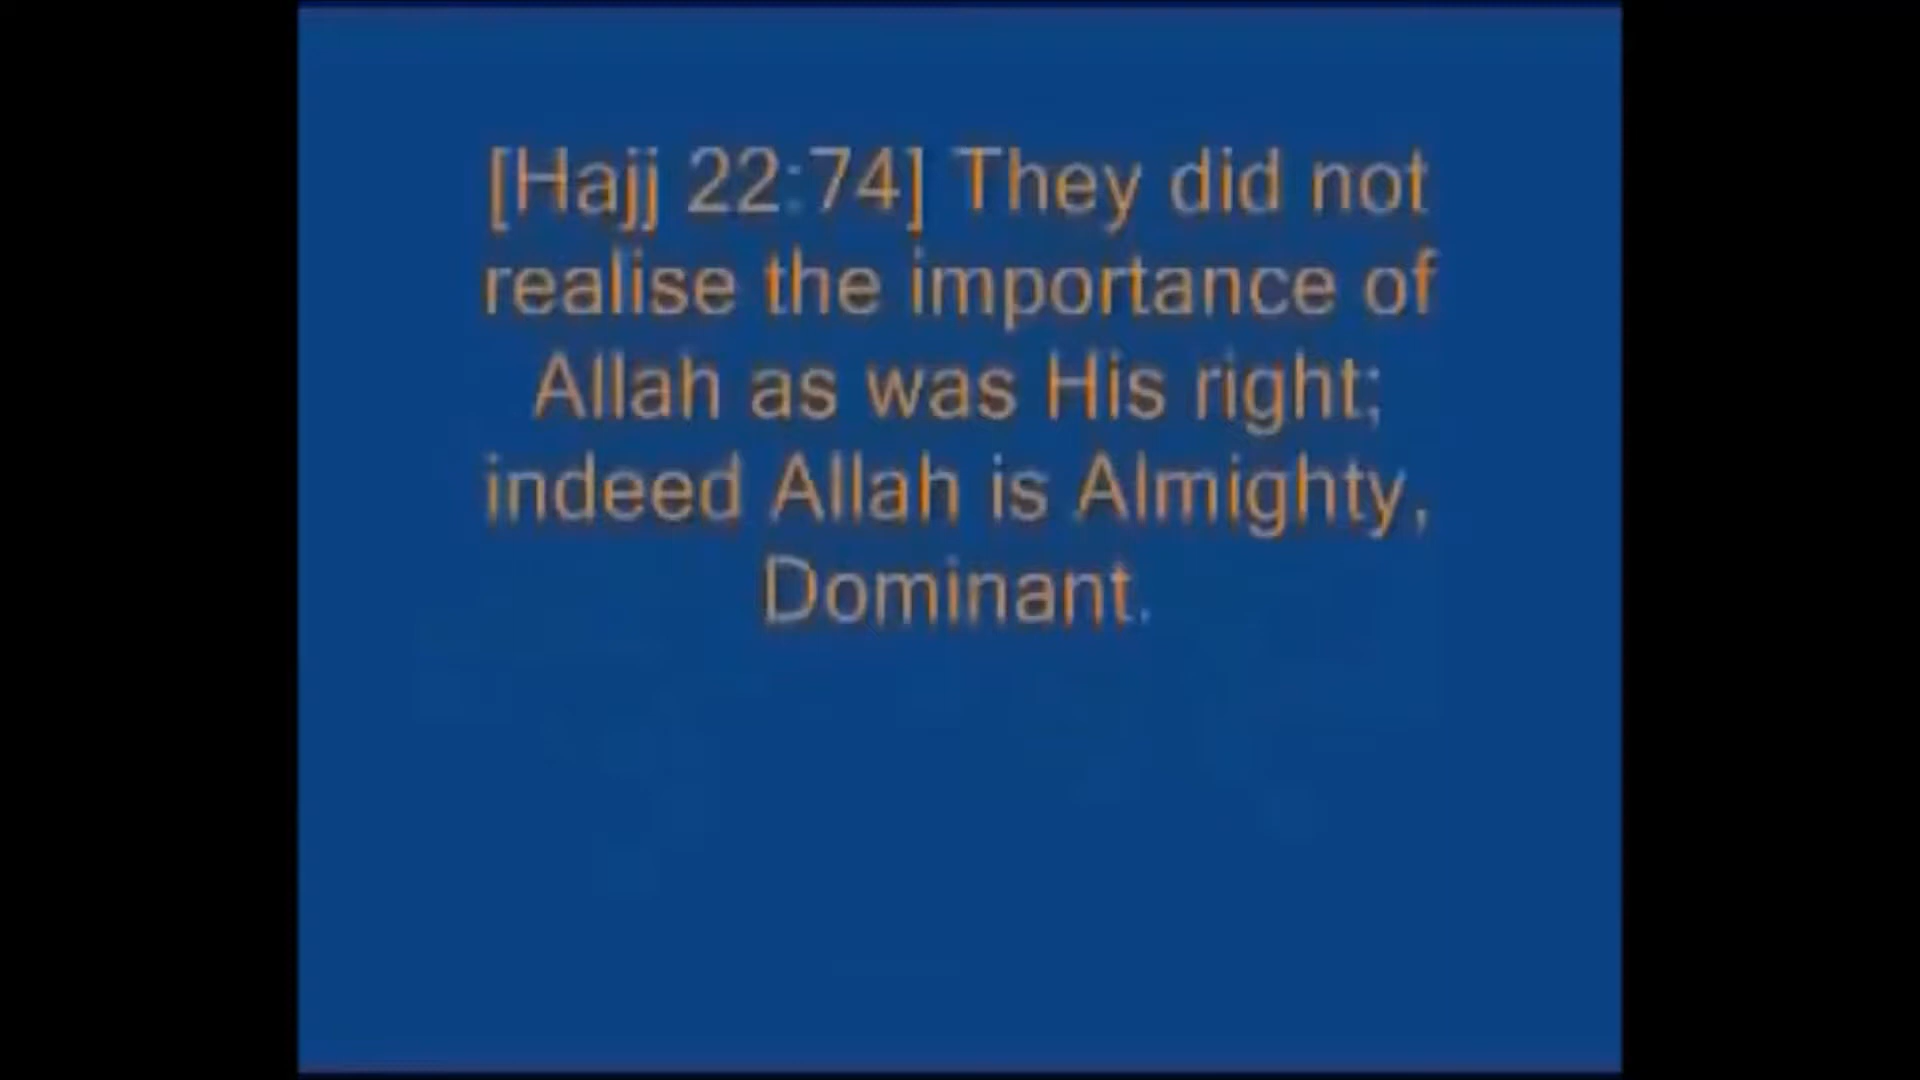 [Hajj 22:74] They did not
realise the importance of
Allah as was His right;
indeed Allah is Almighty,
Dominant.